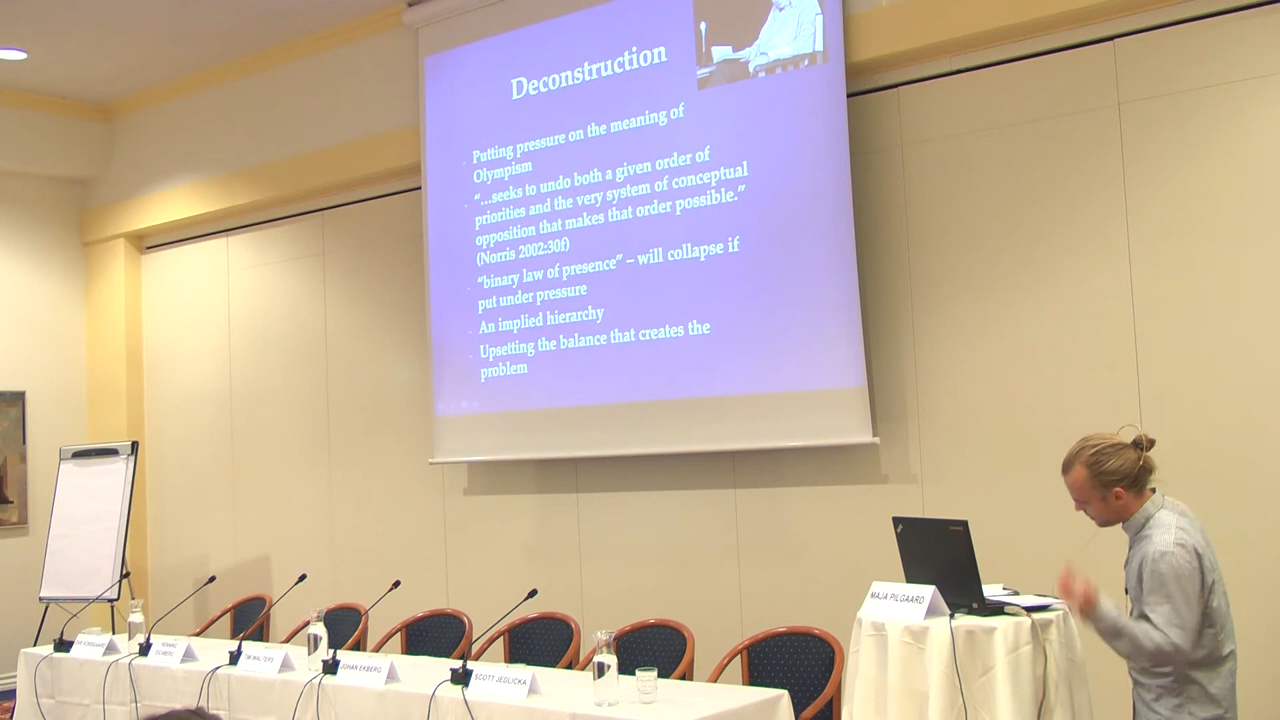 Deconstruction
Putting pressure on the meaning of
Olympism
“...seeks to undo both a given order of
priorities and the very system of conceptual
opposition that makes that order possible.”
(Norris 2002:30f)
“binary law of presence” – will collapse if
put under pressure
An implied hierarchy
Upsetting the balance that creates the
problem
MAJA PILGAARD
HENNING
EICHBERG
TIM WALTERS
JOHAN EKBERG
SCOTT JEDLICKA